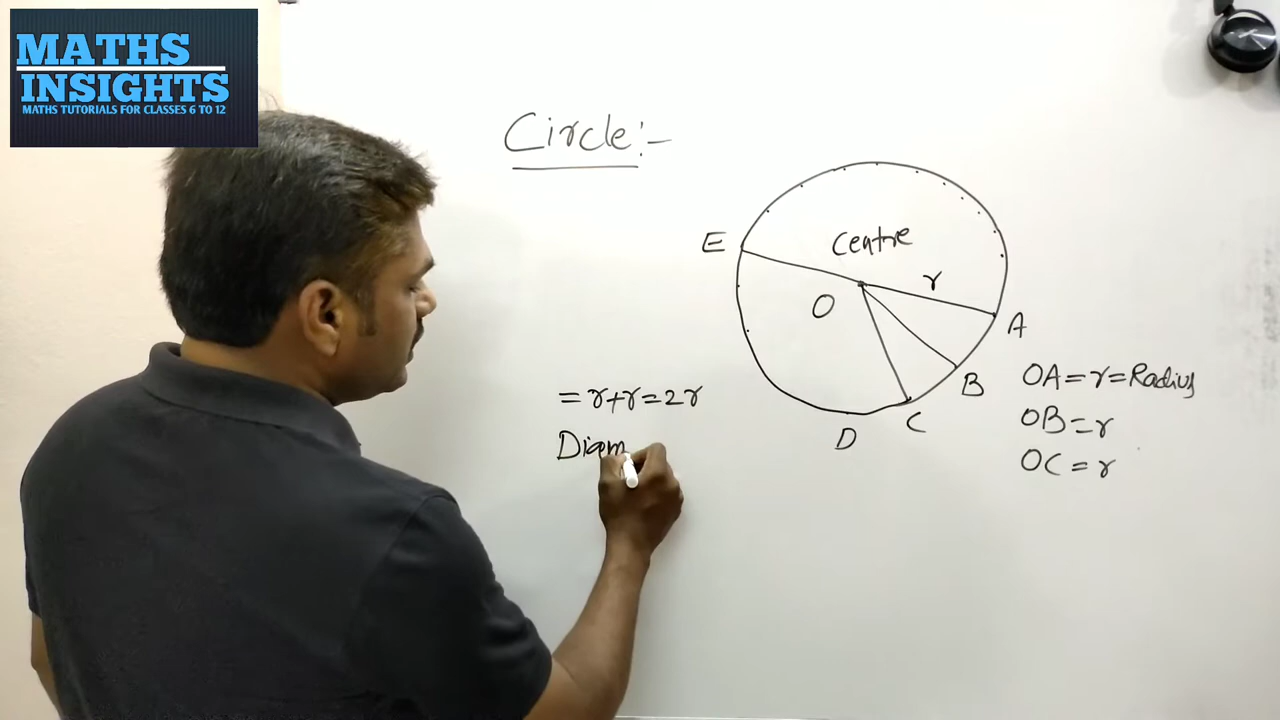 MATHS
INSIGHTS
MATHS TUTORIALS FOR CLASSES 6 TO 12
Circle:-
E
Centre
r
O
A
B
C
D
OA=r=Radius
OB=r
OC=r
=r+r=2r
Diam